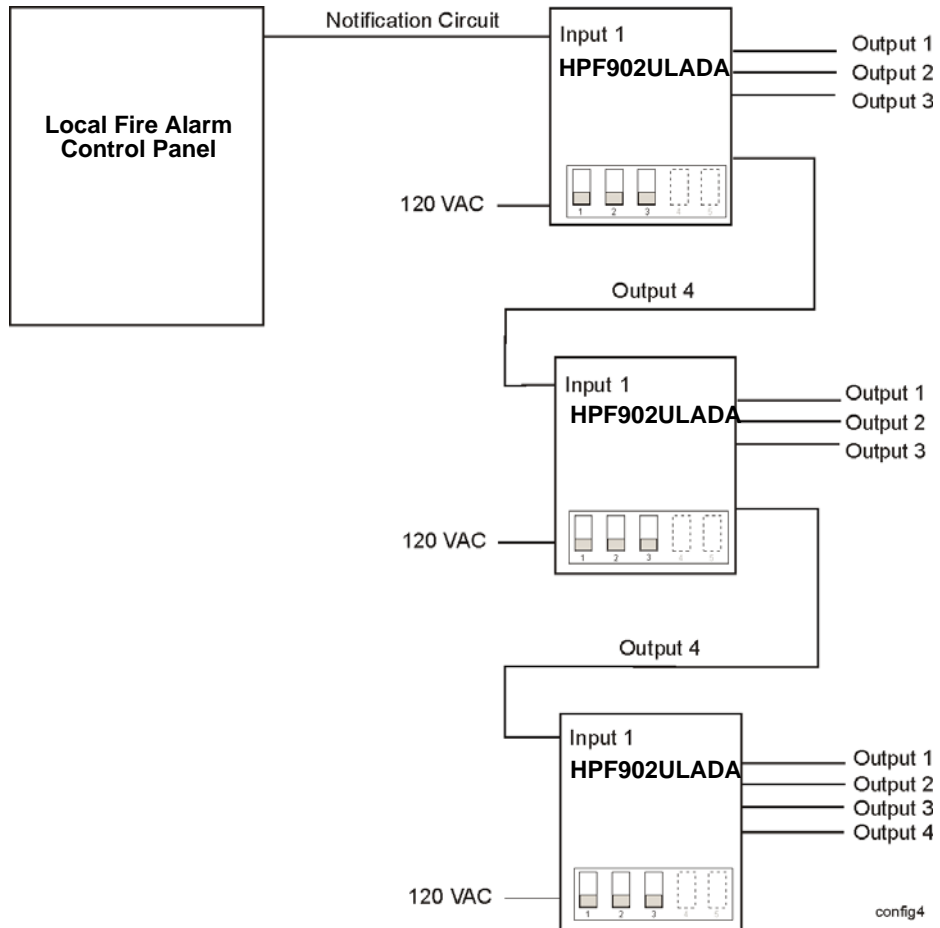 Notification Circuit
Local Fire Alarm
Control Panel
Input 1
HPF902ULADA
Output 1
Output 2
Output 3
120 VAC
1 2 3 4 5
Output 4
Input 1
HPF902ULADA
Output 1
Output 2
Output 3
120 VAC
1 2 3 4 5
Output 4
Input 1
HPF902ULADA
Output 1
Output 2
Output 3
Output 4
120 VAC
1 2 3 4 5
config4